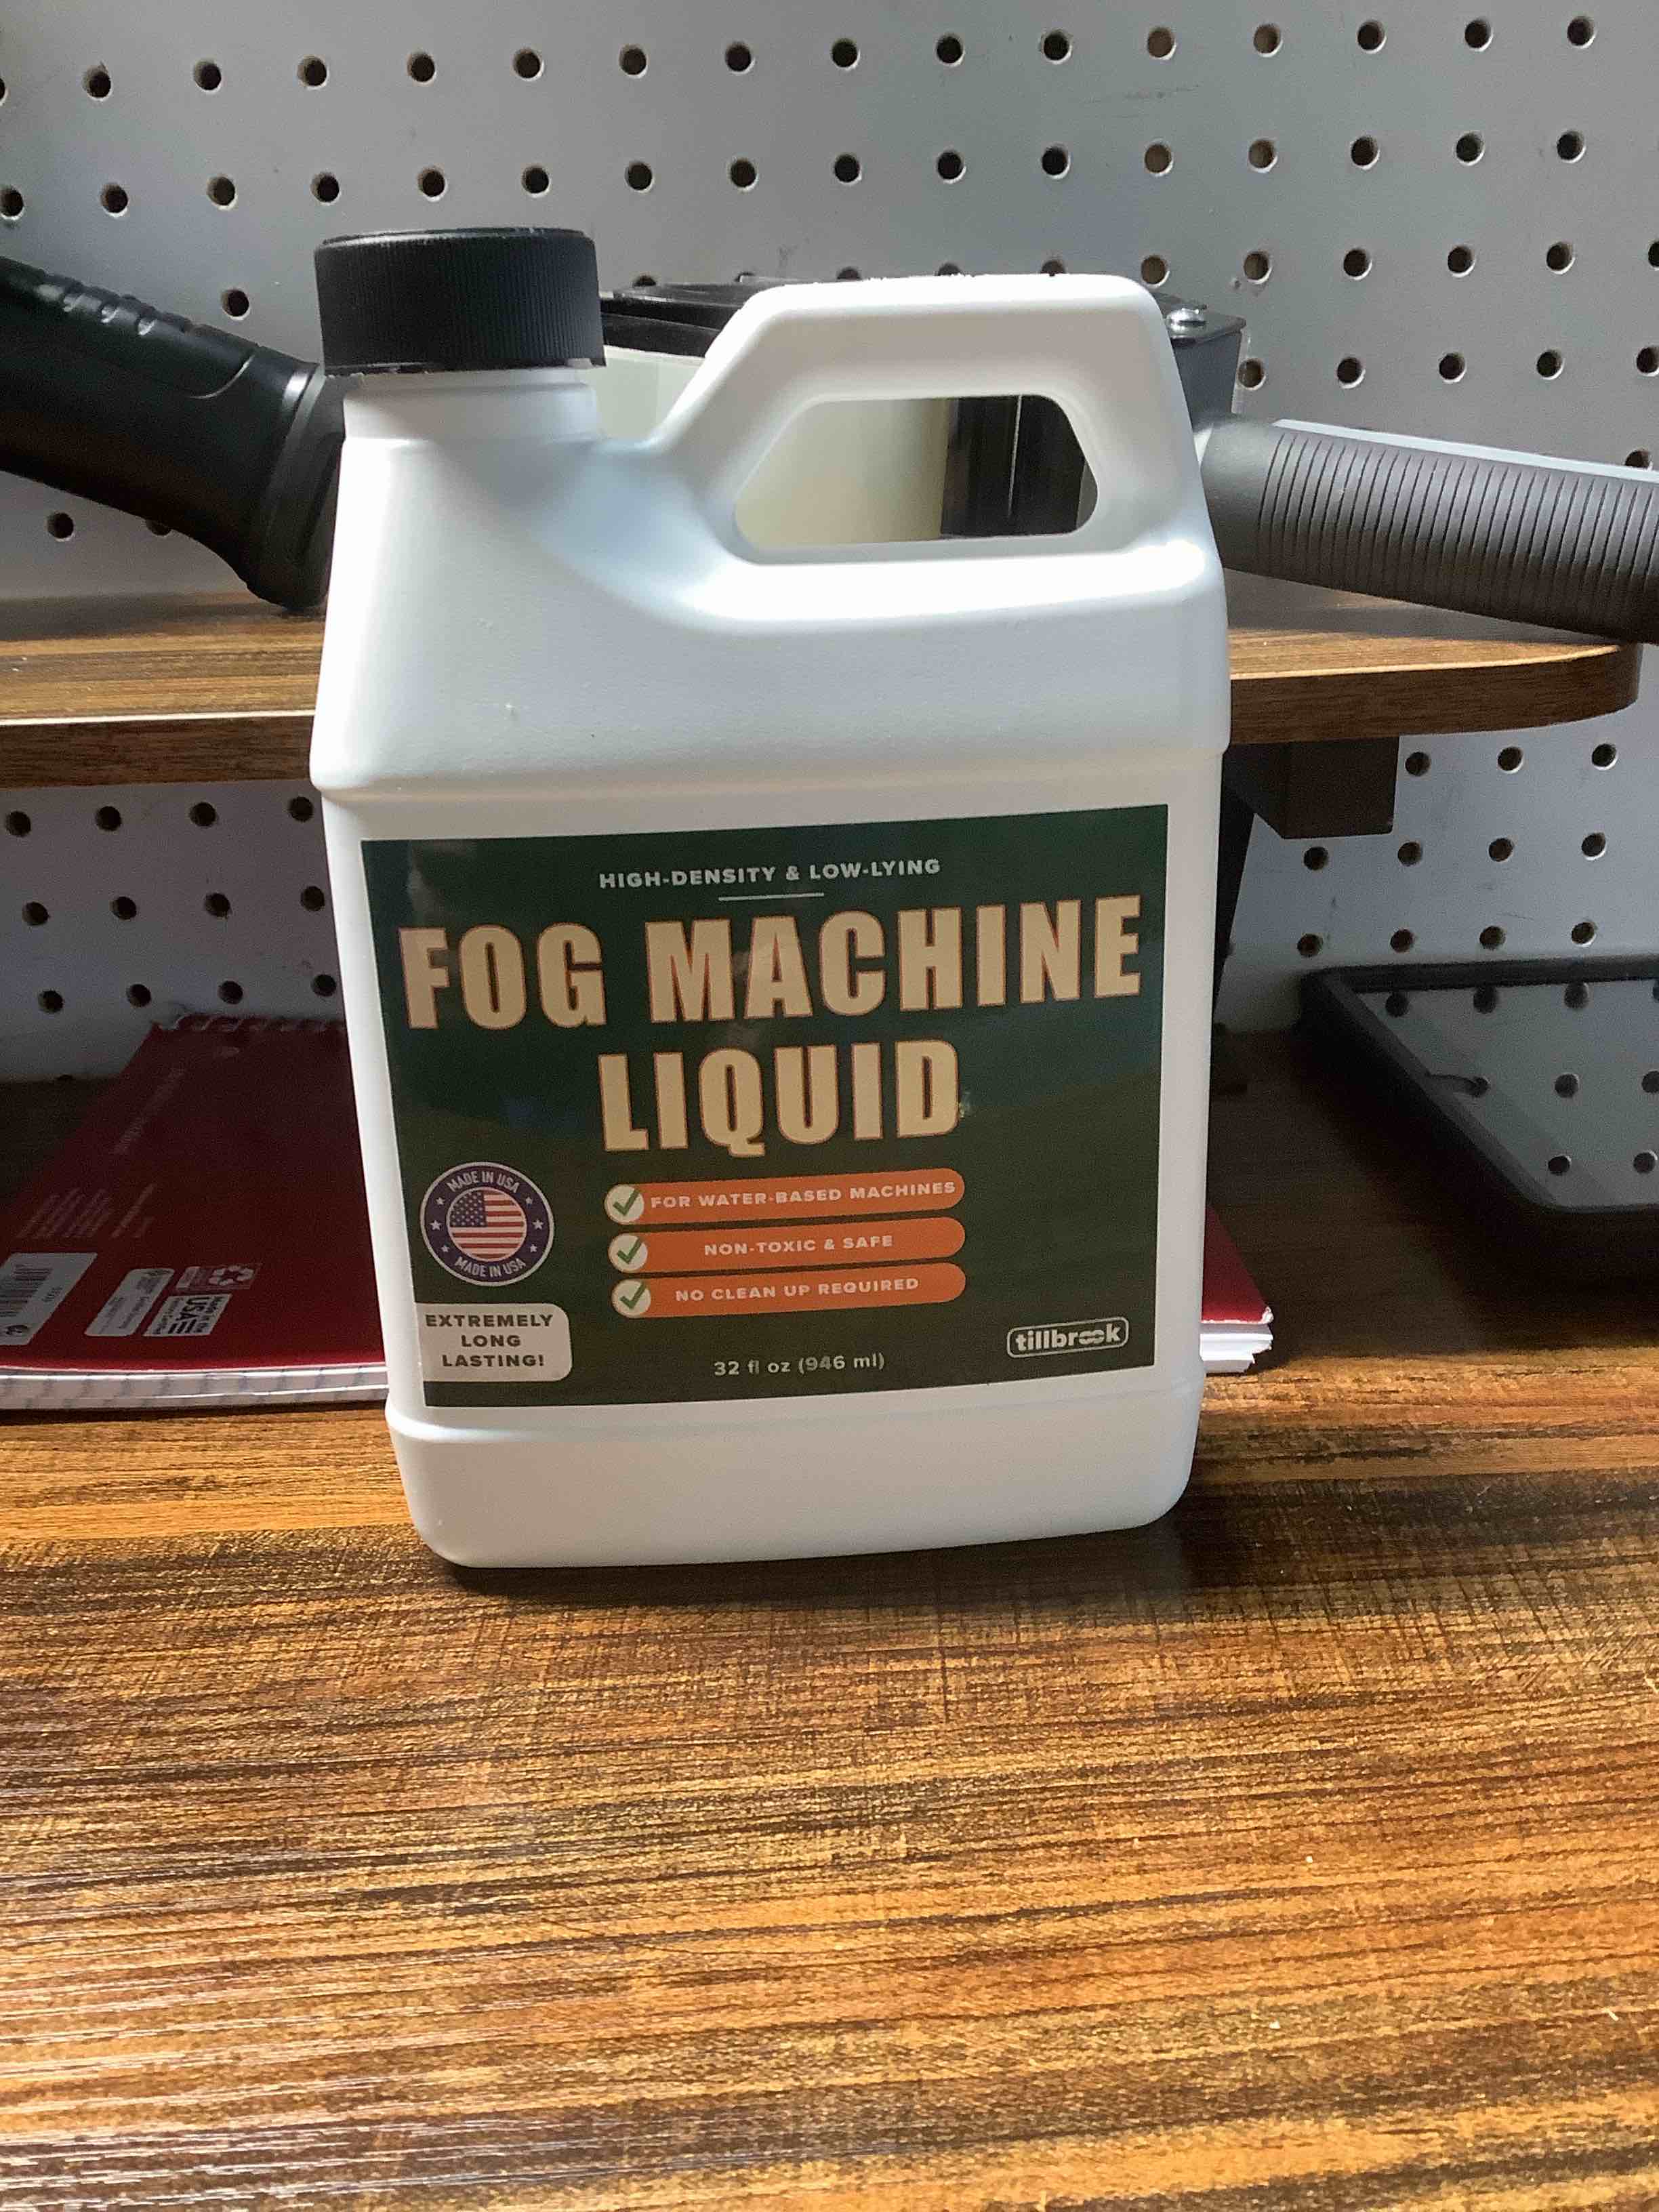 HIGH-DENSITY & LOW-LYING
FOG MACHINE
LIQUID
MADE IN USA
MADE IN USA
FOR WATER-BASED MACHINES
NON-TOXIC & SAFE
NO CLEAN UP REQUIRED
EXTREMELY
LONG
LASTING!
32 fl oz (946 ml)
tillbrook
USA